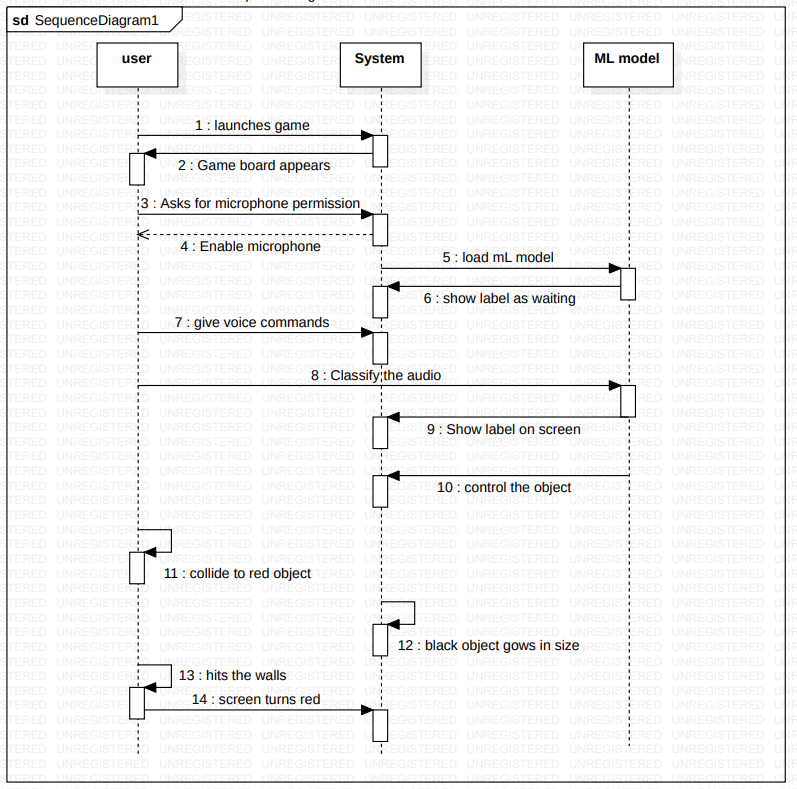 sd SequenceDiagram1
user
System
ML model
1 : launches game
2 : Game board appears
3 : Asks for microphone permission
4 : Enable microphone
5 : load mL model
6 : show label as waiting
7 : give voice commands
8 : Classify the audio
9 : Show label on screen
10 : control the object
11 : collide to red object
12 : black object gows in size
13 : hits the walls
14 : screen turns red
UNREGISTERED